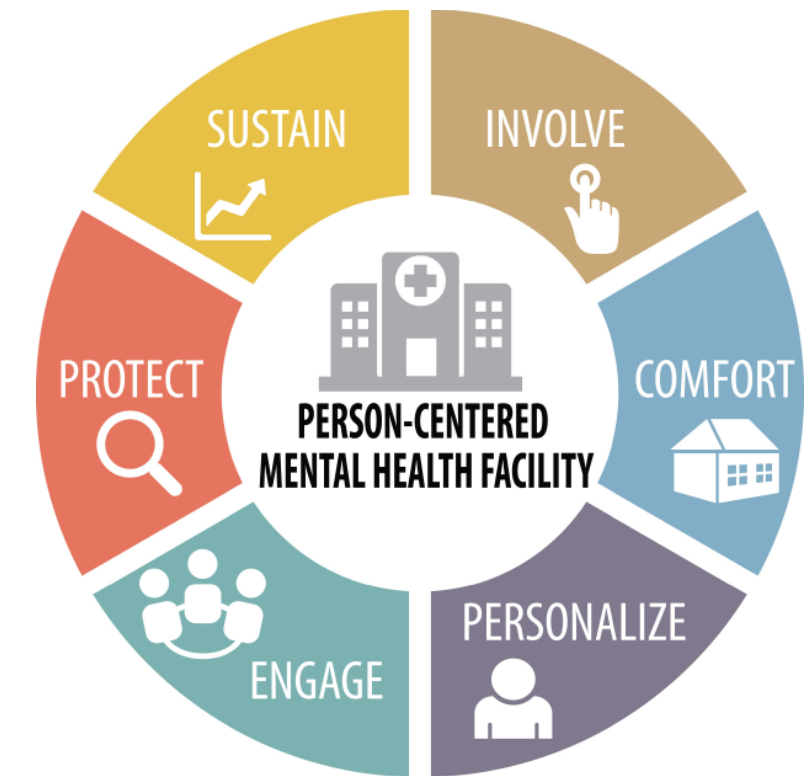 SUSTAIN
INVOLVE
PROTECT
COMFORT
PERSON-CENTERED
MENTAL HEALTH FACILITY
ENGAGE
PERSONALIZE